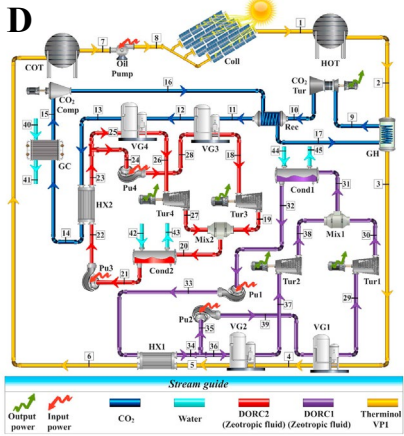 D
1
7
8
Coll
HOT
COT
Oil
Pump
16
2
CO₂
Comp
CO₂
Tur
15
13
12
11
10
9
40
Rec
17
GH
25
VG4
VG3
44
45
24
26
28
18
Cond1
3
GC
Pu4
31
23
Tur4
Tur3
32
41
HX2
27
19
Mix1
42
43
Mix2
38
30
14
22
20
Tur2
Tur1
Pu3
21
Cond2
33
Pu1
37
29
Pu2
39
35
VG2
VG1
HX1
34
36
6
5
4
Stream guide
Output
power
Input
power
CO₂
Water
DORC2
(Zeotropic fluid)
DORC1
(Zeotropic fluid)
Therminol
VP1